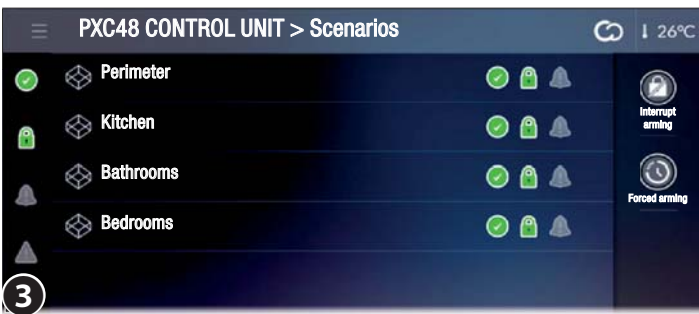 PXC48 CONTROL UNIT > Scenarios
26°C
Perimeter
Kitchen
Bathrooms
Bedrooms
Interrupt
arming
Forced arming
3